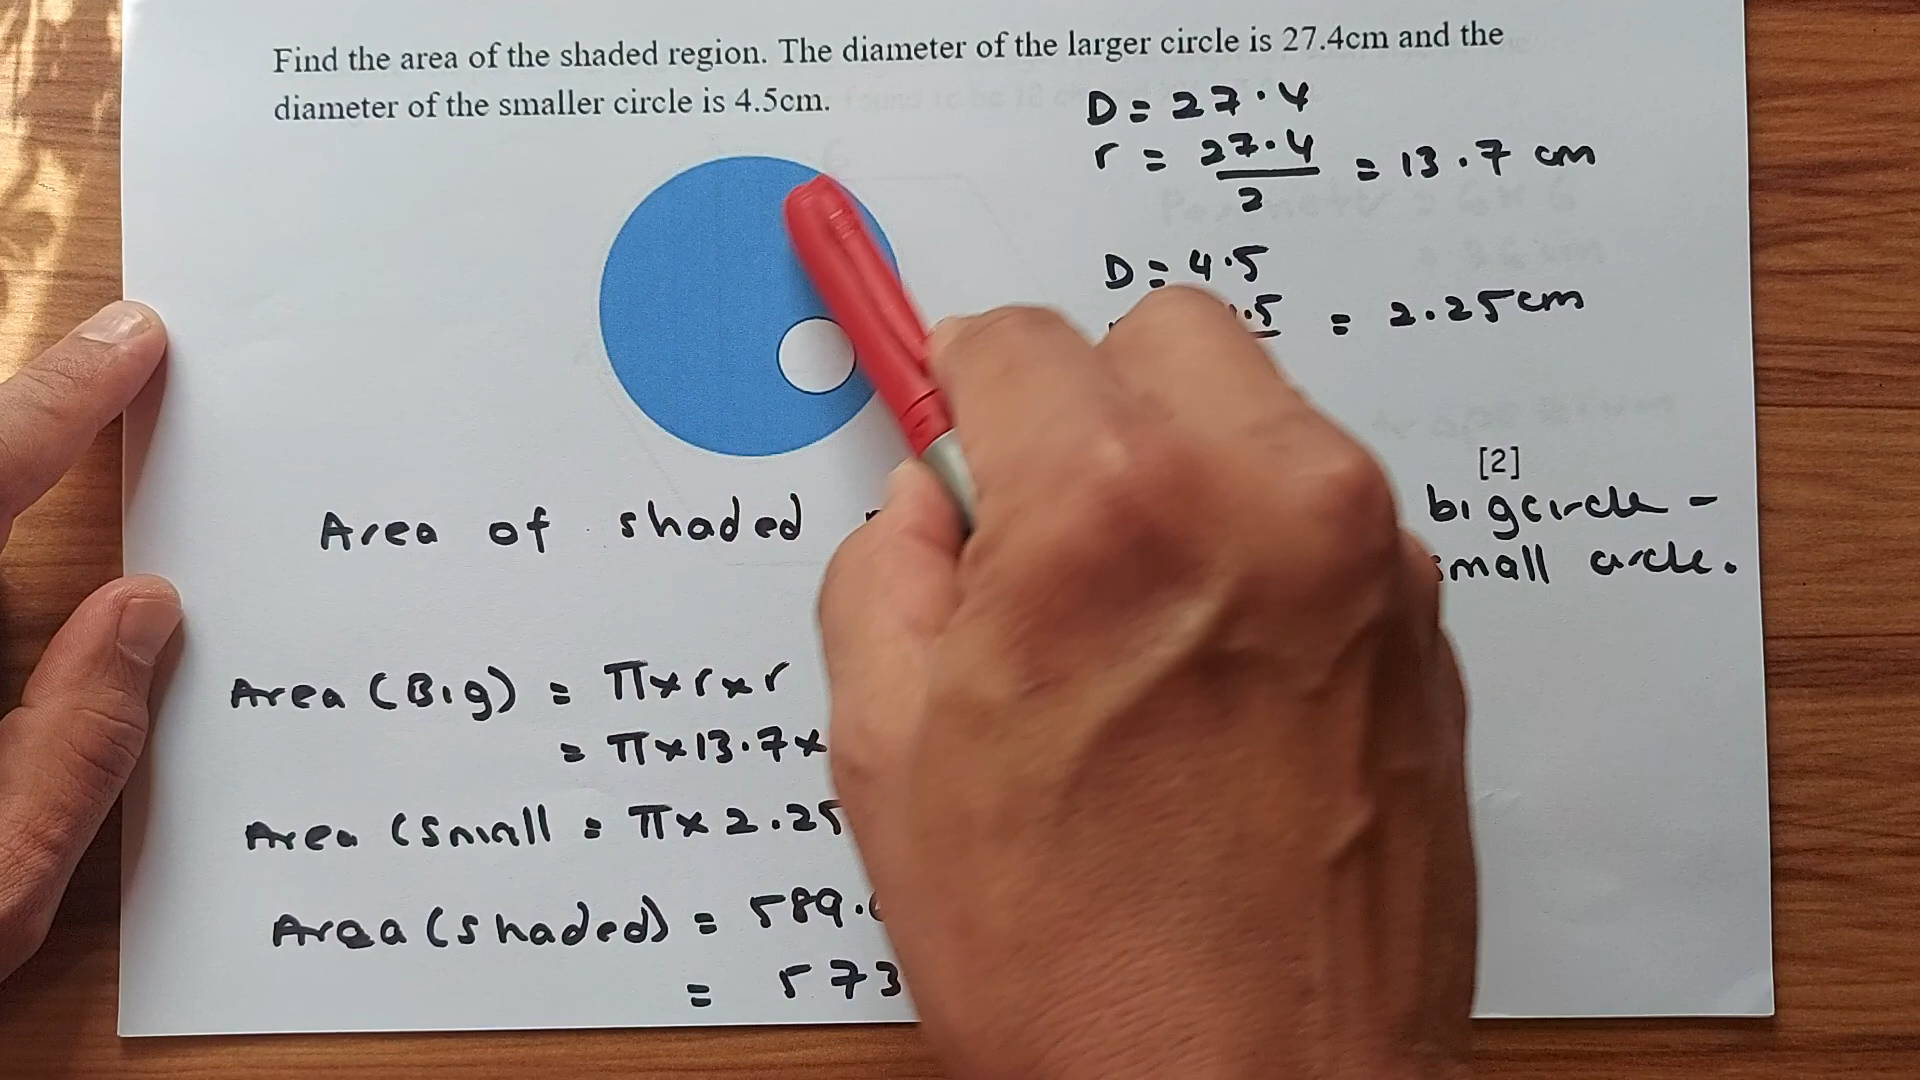 Find the area of the shaded region. The diameter of the larger circle is 27.4cm and the
diameter of the smaller circle is 4.5cm.
D = 27.4
r = 27.4
2
= 13.7 cm
D = 4.5
.5 = 2.25cm
[2]
Area of shaded
big circle -
small circle.
Area (Big) = π×r×r
= π×13.7×
Area (Small = π× 2.25
Area (shaded) = 589.
= 573